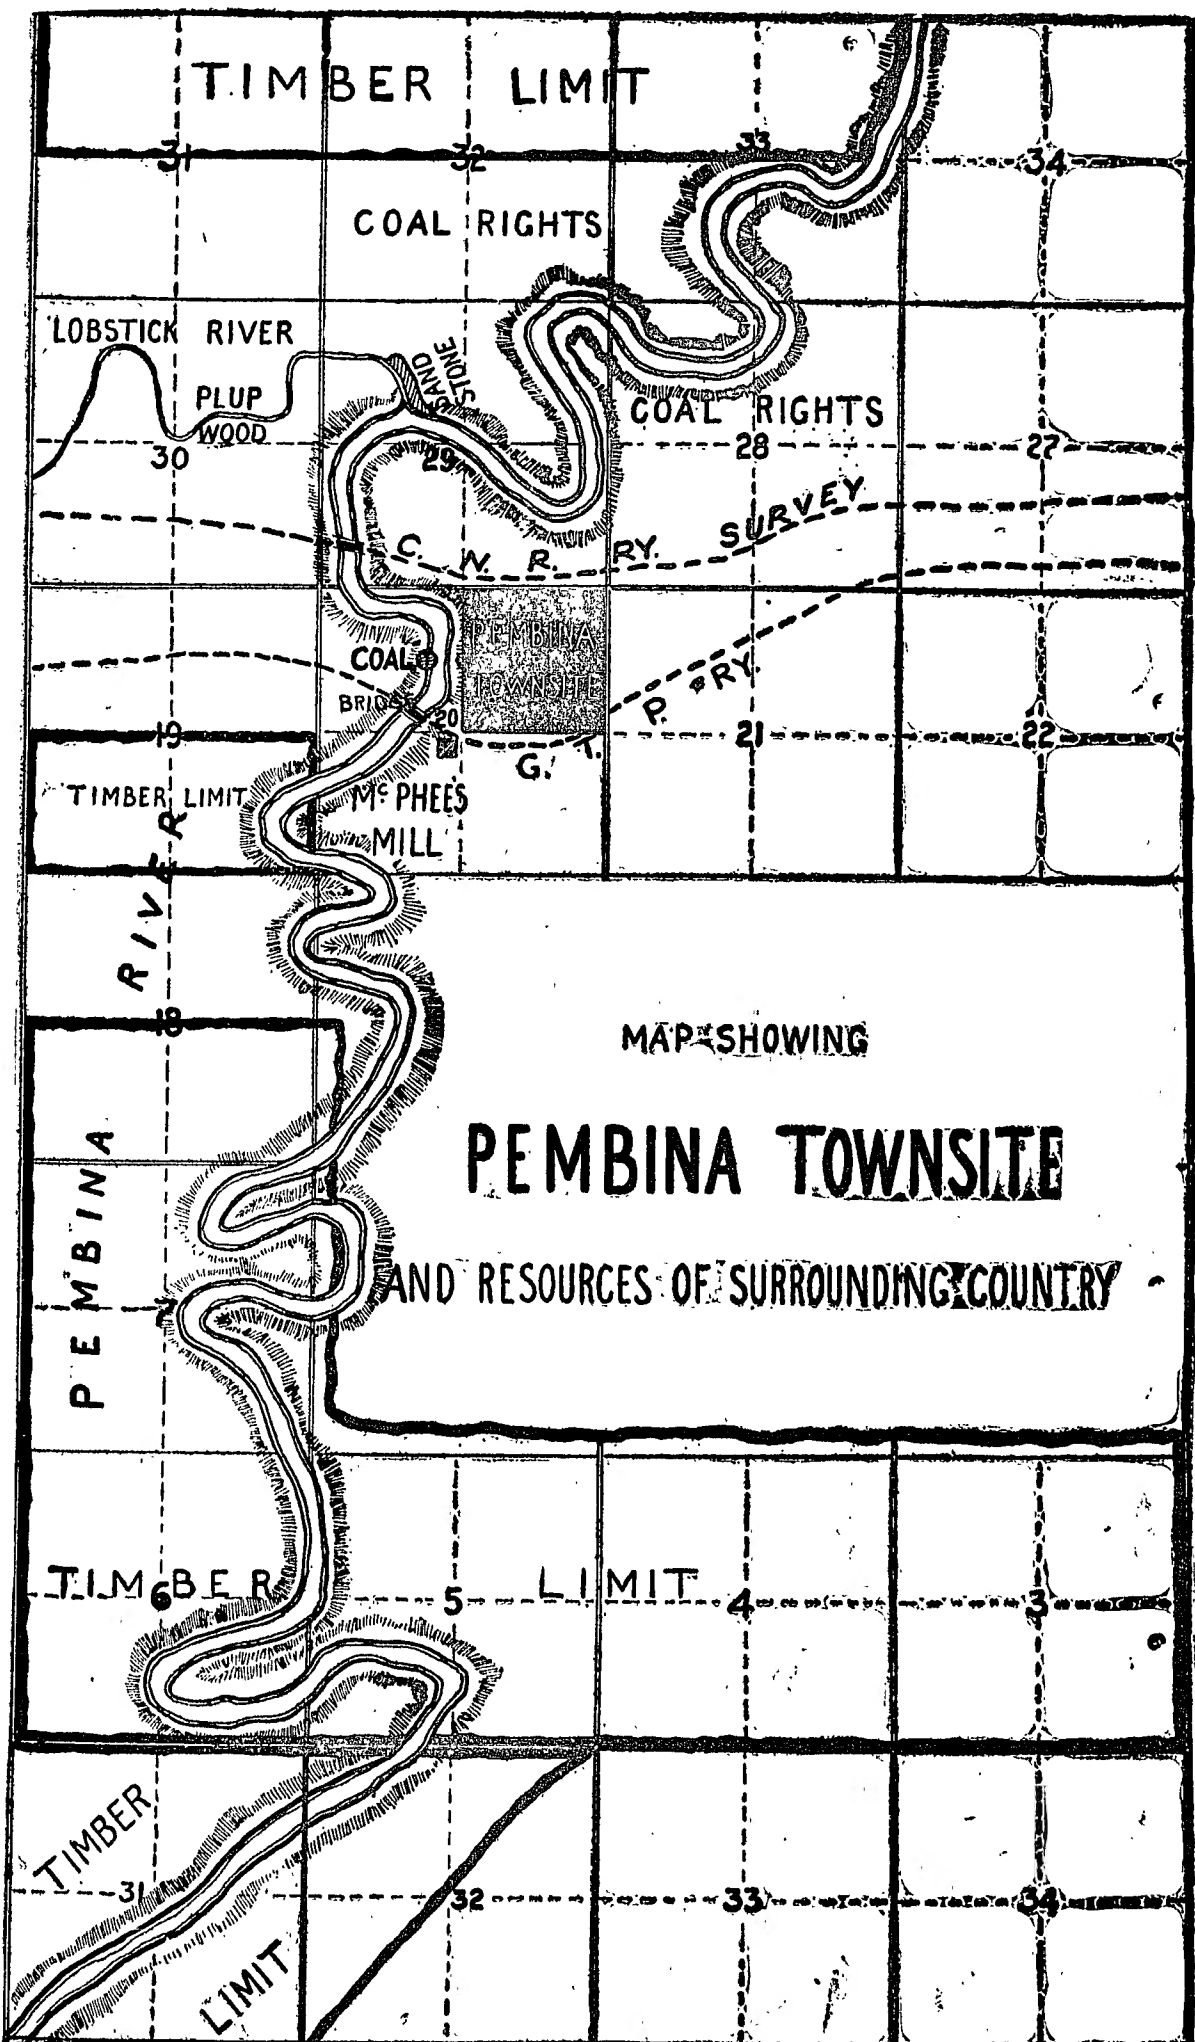 TIMBER LIMIT
31 32 33 34
COAL RIGHTS
LOBSTICK RIVER
SAND
STONE
PLUP
WOOD
COAL RIGHTS
30 29 28 27
C. N. R. RY. SURVEY
PEMBINA
TOWNSITE
COAL
BRIDGE
G. T. P. RY.
19 20 21 22
TIMBER LIMIT
McPHEE'S
MILL
PEMBINA RIVER
18
MAP SHOWING
PEMBINA TOWNSITE
AND RESOURCES OF SURROUNDING COUNTRY
7
TIMBER LIMIT
6 5 4 3
TIMBER LIMIT
31 32 33 34